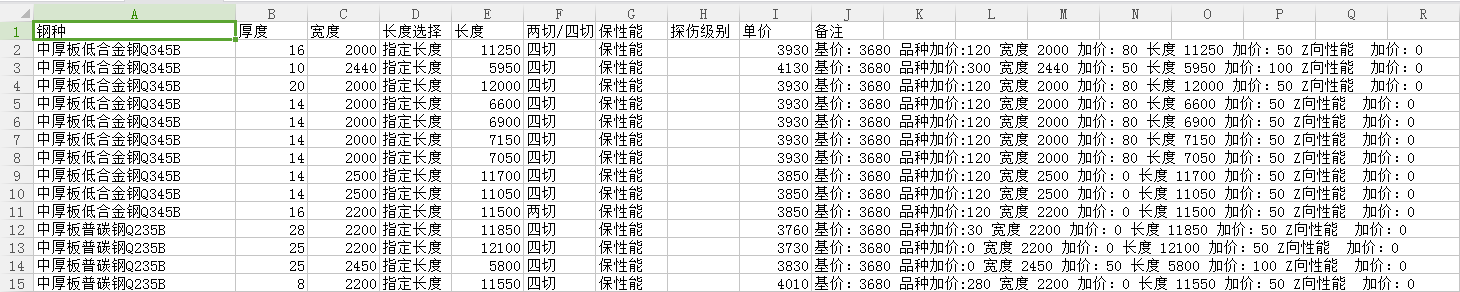 A B C D E F G H I J K L M N O P Q R
1 钢种 厚度 宽度 长度选择 长度 两切/四切 保性能 探伤级别 单价 备注
2 中厚板低合金钢Q345B 16 2000 指定长度 11250 四切 保性能 3930 基价：3680 品种加价:120 宽度 2000 加价：80 长度 11250 加价：50 Z向性能 加价：0
3 中厚板低合金钢Q345B 10 2440 指定长度 5950 四切 保性能 4130 基价：3680 品种加价:300 宽度 2440 加价：50 长度 5950 加价：100 Z向性能 加价：0
4 中厚板低合金钢Q345B 20 2000 指定长度 12000 四切 保性能 3930 基价：3680 品种加价:120 宽度 2000 加价：80 长度 12000 加价：50 Z向性能 加价：0
5 中厚板低合金钢Q345B 14 2000 指定长度 6600 四切 保性能 3930 基价：3680 品种加价:120 宽度 2000 加价：80 长度 6600 加价：50 Z向性能 加价：0
6 中厚板低合金钢Q345B 14 2000 指定长度 6900 四切 保性能 3930 基价：3680 品种加价:120 宽度 2000 加价：80 长度 6900 加价：50 Z向性能 加价：0
7 中厚板低合金钢Q345B 14 2000 指定长度 7150 四切 保性能 3930 基价：3680 品种加价:120 宽度 2000 加价：80 长度 7150 加价：50 Z向性能 加价：0
8 中厚板低合金钢Q345B 14 2000 指定长度 7050 四切 保性能 3930 基价：3680 品种加价:120 宽度 2000 加价：80 长度 7050 加价：50 Z向性能 加价：0
9 中厚板低合金钢Q345B 14 2500 指定长度 11700 四切 保性能 3850 基价：3680 品种加价:120 宽度 2500 加价：0 长度 11700 加价：50 Z向性能 加价：0
10 中厚板低合金钢Q345B 14 2500 指定长度 11050 四切 保性能 3850 基价：3680 品种加价:120 宽度 2500 加价：0 长度 11050 加价：50 Z向性能 加价：0
11 中厚板低合金钢Q345B 16 2200 指定长度 11500 两切 保性能 3850 基价：3680 品种加价:120 宽度 2200 加价：0 长度 11500 加价：50 Z向性能 加价：0
12 中厚板普碳钢Q235B 28 2200 指定长度 11850 四切 保性能 3760 基价：3680 品种加价:30 宽度 2200 加价：0 长度 11850 加价：50 Z向性能 加价：0
13 中厚板普碳钢Q235B 25 2200 指定长度 12100 四切 保性能 3730 基价：3680 品种加价:0 宽度 2200 加价：0 长度 12100 加价：50 Z向性能 加价：0
14 中厚板普碳钢Q235B 25 2450 指定长度 5800 四切 保性能 3830 基价：3680 品种加价:0 宽度 2450 加价：50 长度 5800 加价：100 Z向性能 加价：0
15 中厚板普碳钢Q235B 8 2200 指定长度 11550 四切 保性能 4010 基价：3680 品种加价:280 宽度 2200 加价：0 长度 11550 加价：50 Z向性能 加价：0